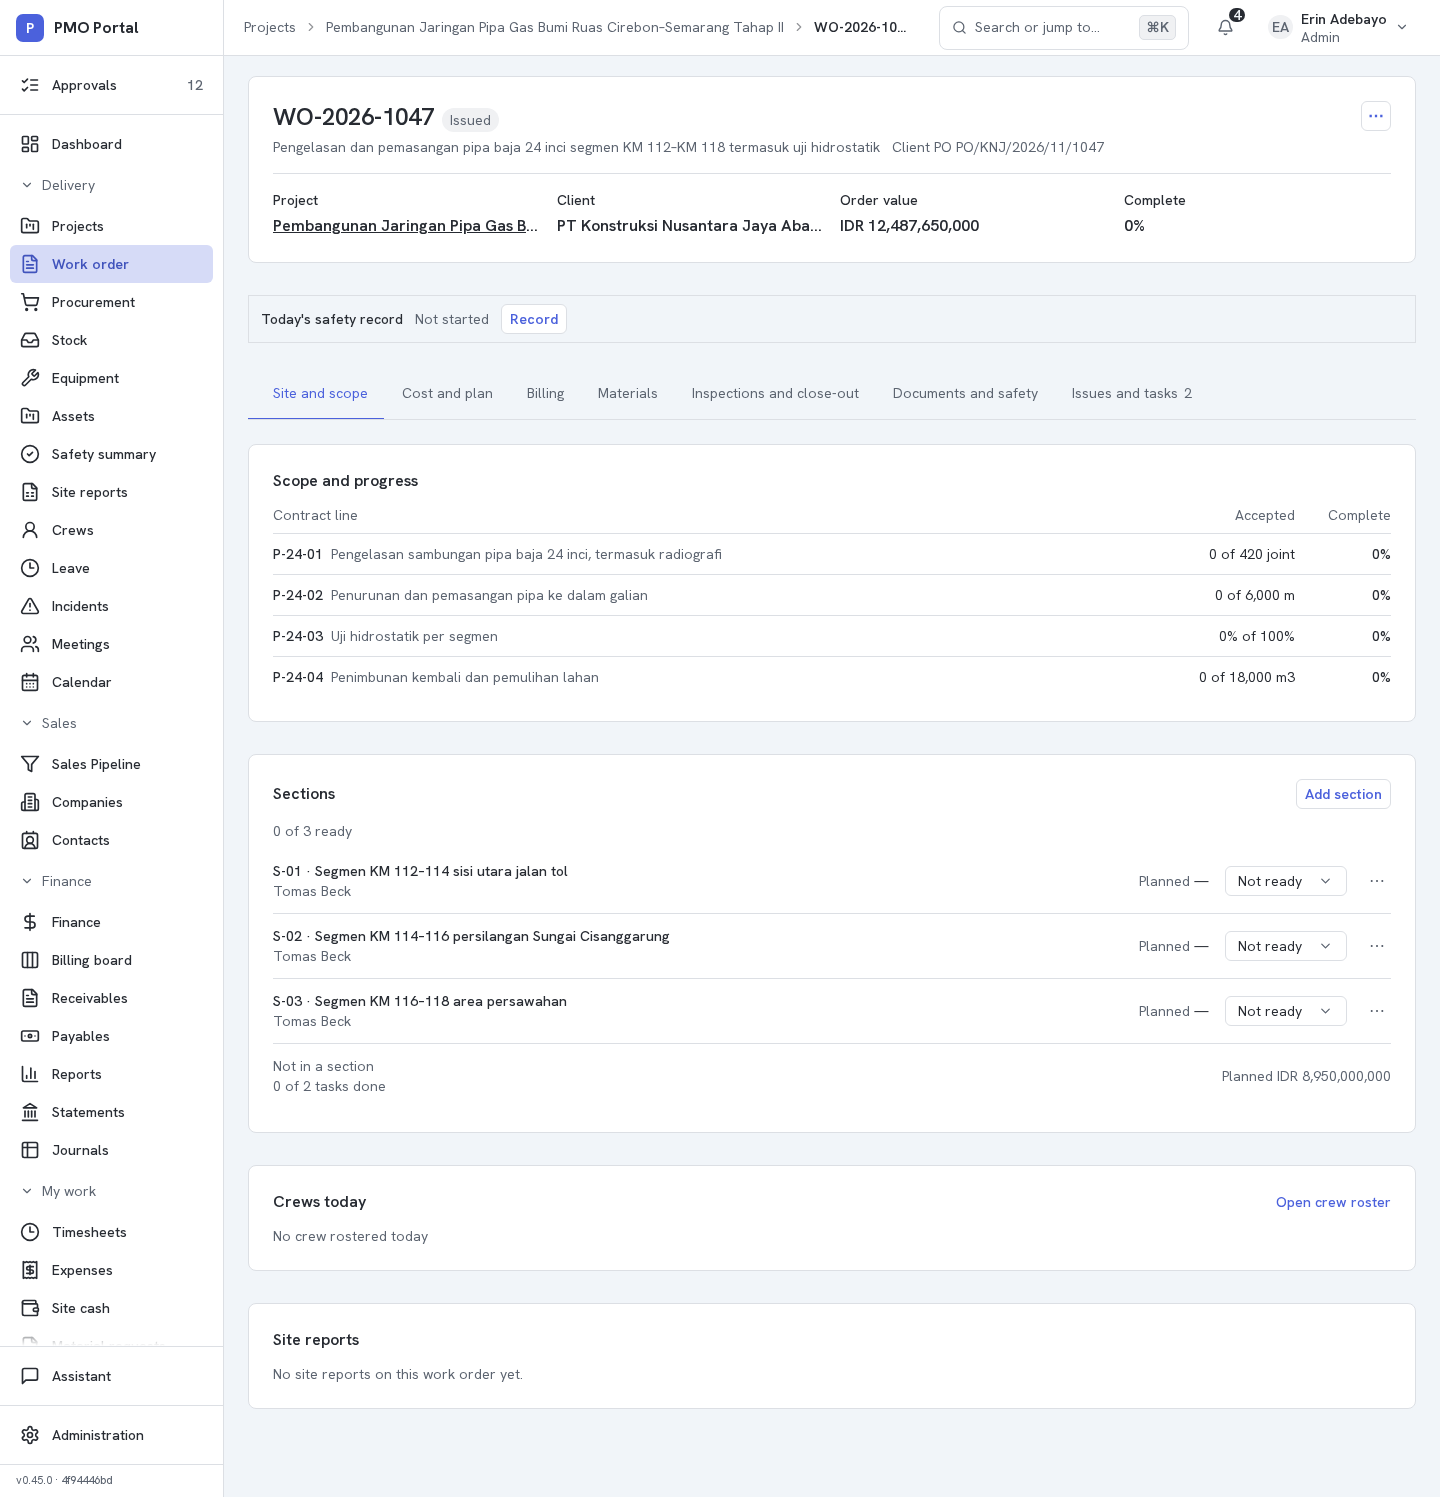 P PMO Portal
Projects > Pembangunan Jaringan Pipa Gas Bumi Ruas Cirebon–Semarang Tahap II > WO-2026-10...
Search or jump to... ⌘K
4
EA Erin Adebayo
Admin
Approvals 12
Dashboard
Delivery
Projects
Work order
Procurement
Stock
Equipment
Assets
Safety summary
Site reports
Crews
Leave
Incidents
Meetings
Calendar
Sales
Sales Pipeline
Companies
Contacts
Finance
Finance
Billing board
Receivables
Payables
Reports
Statements
Journals
My work
Timesheets
Expenses
Site cash
Material requests
Assistant
Administration
v0.45.0 · 4f94446bd
WO-2026-1047 Issued
Pengelasan dan pemasangan pipa baja 24 inci segmen KM 112–KM 118 termasuk uji hidrostatik Client PO PO/KNJ/2026/11/1047
Project Client Order value Complete
Pembangunan Jaringan Pipa Gas B... PT Konstruksi Nusantara Jaya Aba... IDR 12,487,650,000 0%
Today's safety record Not started Record
Site and scope Cost and plan Billing Materials Inspections and close-out Documents and safety Issues and tasks 2
Scope and progress
Contract line Accepted Complete
P-24-01 Pengelasan sambungan pipa baja 24 inci, termasuk radiografi 0 of 420 joint 0%
P-24-02 Penurunan dan pemasangan pipa ke dalam galian 0 of 6,000 m 0%
P-24-03 Uji hidrostatik per segmen 0% of 100% 0%
P-24-04 Penimbunan kembali dan pemulihan lahan 0 of 18,000 m3 0%
Sections Add section
0 of 3 ready
S-01 · Segmen KM 112–114 sisi utara jalan tol
Tomas Beck
Planned — Not ready
S-02 · Segmen KM 114–116 persilangan Sungai Cisanggarung
Tomas Beck
Planned — Not ready
S-03 · Segmen KM 116–118 area persawahan
Tomas Beck
Planned — Not ready
Not in a section
0 of 2 tasks done
Planned IDR 8,950,000,000
Crews today Open crew roster
No crew rostered today
Site reports
No site reports on this work order yet.